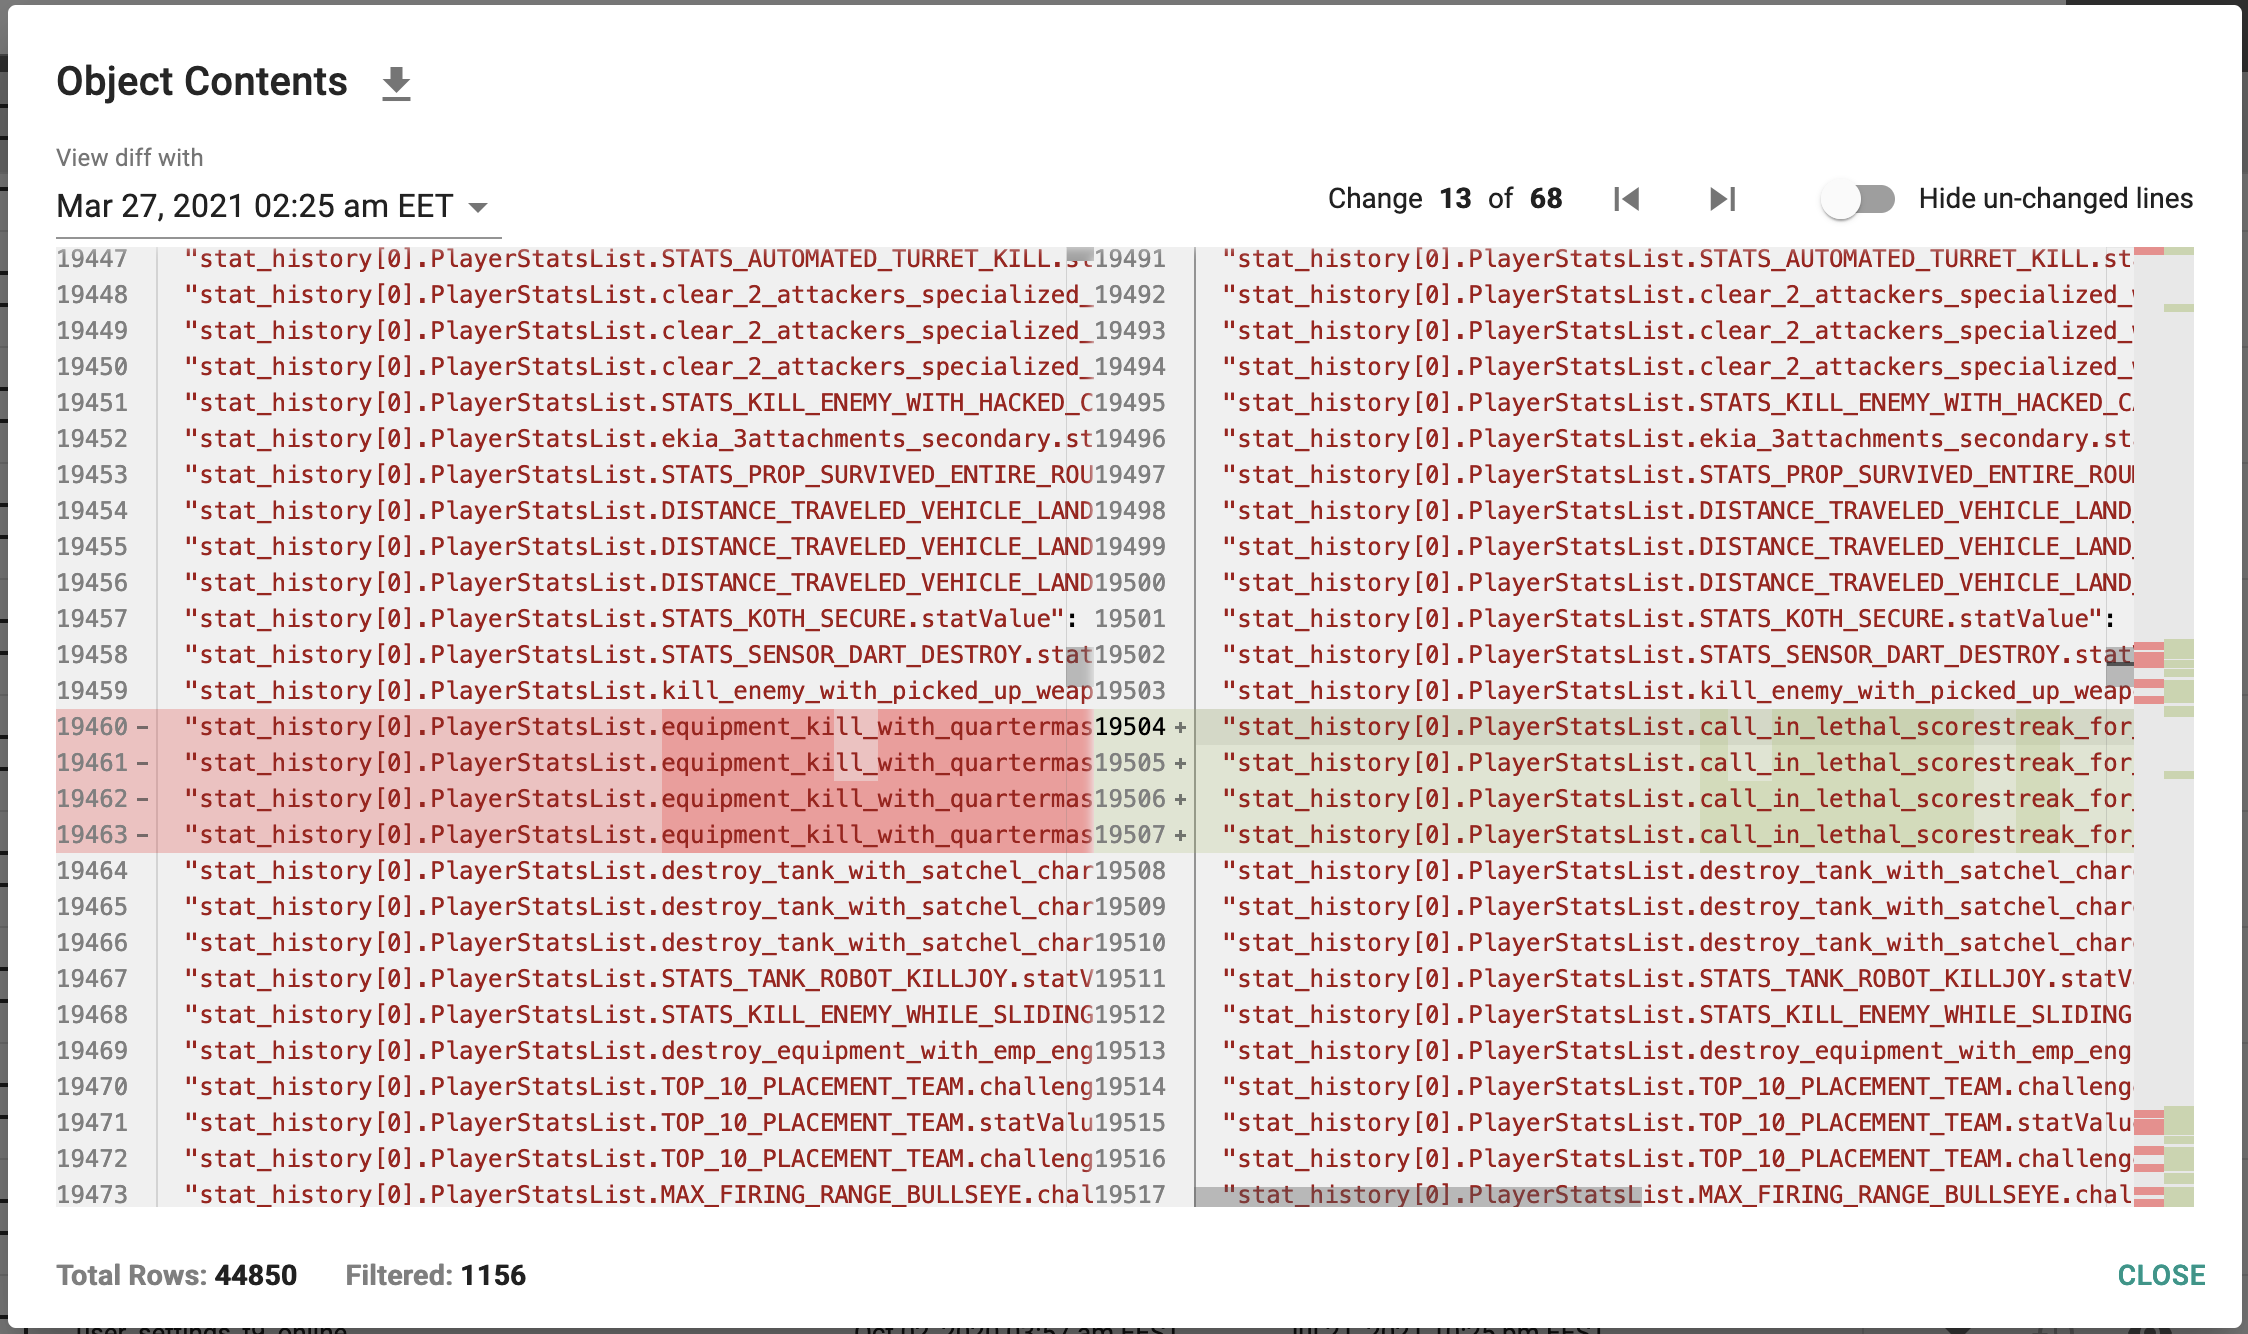 Object Contents
View diff with
Mar 27, 2021 02:25 am EET
Change 13 of 68
Hide un-changed lines
19447 "stat_history[0].PlayerStatsList.STATS_AUTOMATED_TURRET_KILL.st 19491 "stat_history[0].PlayerStatsList.STATS_AUTOMATED_TURRET_KILL.st
19448 "stat_history[0].PlayerStatsList.clear_2_attackers_specialized_ 19492 "stat_history[0].PlayerStatsList.clear_2_attackers_specialized_
19449 "stat_history[0].PlayerStatsList.clear_2_attackers_specialized_ 19493 "stat_history[0].PlayerStatsList.clear_2_attackers_specialized_
19450 "stat_history[0].PlayerStatsList.clear_2_attackers_specialized_ 19494 "stat_history[0].PlayerStatsList.clear_2_attackers_specialized_
19451 "stat_history[0].PlayerStatsList.STATS_KILL_ENEMY_WITH_HACKED_C 19495 "stat_history[0].PlayerStatsList.STATS_KILL_ENEMY_WITH_HACKED_C
19452 "stat_history[0].PlayerStatsList.ekia_3attachments_secondary.st 19496 "stat_history[0].PlayerStatsList.ekia_3attachments_secondary.st
19453 "stat_history[0].PlayerStatsList.STATS_PROP_SURVIVED_ENTIRE_ROU 19497 "stat_history[0].PlayerStatsList.STATS_PROP_SURVIVED_ENTIRE_ROU
19454 "stat_history[0].PlayerStatsList.DISTANCE_TRAVELED_VEHICLE_LAND 19498 "stat_history[0].PlayerStatsList.DISTANCE_TRAVELED_VEHICLE_LAND_
19455 "stat_history[0].PlayerStatsList.DISTANCE_TRAVELED_VEHICLE_LAND 19499 "stat_history[0].PlayerStatsList.DISTANCE_TRAVELED_VEHICLE_LAND_
19456 "stat_history[0].PlayerStatsList.DISTANCE_TRAVELED_VEHICLE_LAND 19500 "stat_history[0].PlayerStatsList.DISTANCE_TRAVELED_VEHICLE_LAND_
19457 "stat_history[0].PlayerStatsList.STATS_KOTH_SECURE.statValue": 19501 "stat_history[0].PlayerStatsList.STATS_KOTH_SECURE.statValue":
19458 "stat_history[0].PlayerStatsList.STATS_SENSOR_DART_DESTROY.stat 19502 "stat_history[0].PlayerStatsList.STATS_SENSOR_DART_DESTROY.stat
19459 "stat_history[0].PlayerStatsList.kill_enemy_with_picked_up_weap 19503 "stat_history[0].PlayerStatsList.kill_enemy_with_picked_up_weap
19460 – "stat_history[0].PlayerStatsList.equipment_kill_with_quartermas 19504 + "stat_history[0].PlayerStatsList.call_in_lethal_scorestreak_for_
19461 – "stat_history[0].PlayerStatsList.equipment_kill_with_quartermas 19505 + "stat_history[0].PlayerStatsList.call_in_lethal_scorestreak_for_
19462 – "stat_history[0].PlayerStatsList.equipment_kill_with_quartermas 19506 + "stat_history[0].PlayerStatsList.call_in_lethal_scorestreak_for_
19463 – "stat_history[0].PlayerStatsList.equipment_kill_with_quartermas 19507 + "stat_history[0].PlayerStatsList.call_in_lethal_scorestreak_for_
19464 "stat_history[0].PlayerStatsList.destroy_tank_with_satchel_char 19508 "stat_history[0].PlayerStatsList.destroy_tank_with_satchel_char
19465 "stat_history[0].PlayerStatsList.destroy_tank_with_satchel_char 19509 "stat_history[0].PlayerStatsList.destroy_tank_with_satchel_char
19466 "stat_history[0].PlayerStatsList.destroy_tank_with_satchel_char 19510 "stat_history[0].PlayerStatsList.destroy_tank_with_satchel_char
19467 "stat_history[0].PlayerStatsList.STATS_TANK_ROBOT_KILLJOY.statV 19511 "stat_history[0].PlayerStatsList.STATS_TANK_ROBOT_KILLJOY.statV
19468 "stat_history[0].PlayerStatsList.STATS_KILL_ENEMY_WHILE_SLIDING 19512 "stat_history[0].PlayerStatsList.STATS_KILL_ENEMY_WHILE_SLIDING
19469 "stat_history[0].PlayerStatsList.destroy_equipment_with_emp_eng 19513 "stat_history[0].PlayerStatsList.destroy_equipment_with_emp_eng
19470 "stat_history[0].PlayerStatsList.TOP_10_PLACEMENT_TEAM.challeng 19514 "stat_history[0].PlayerStatsList.TOP_10_PLACEMENT_TEAM.challeng
19471 "stat_history[0].PlayerStatsList.TOP_10_PLACEMENT_TEAM.statValu 19515 "stat_history[0].PlayerStatsList.TOP_10_PLACEMENT_TEAM.statValu
19472 "stat_history[0].PlayerStatsList.TOP_10_PLACEMENT_TEAM.challeng 19516 "stat_history[0].PlayerStatsList.TOP_10_PLACEMENT_TEAM.challeng
19473 "stat_history[0].PlayerStatsList.MAX_FIRING_RANGE_BULLSEYE.chal 19517 "stat_history[0].PlayerStatsList.MAX_FIRING_RANGE_BULLSEYE.chal
Total Rows: 44850 Filtered: 1156
CLOSE